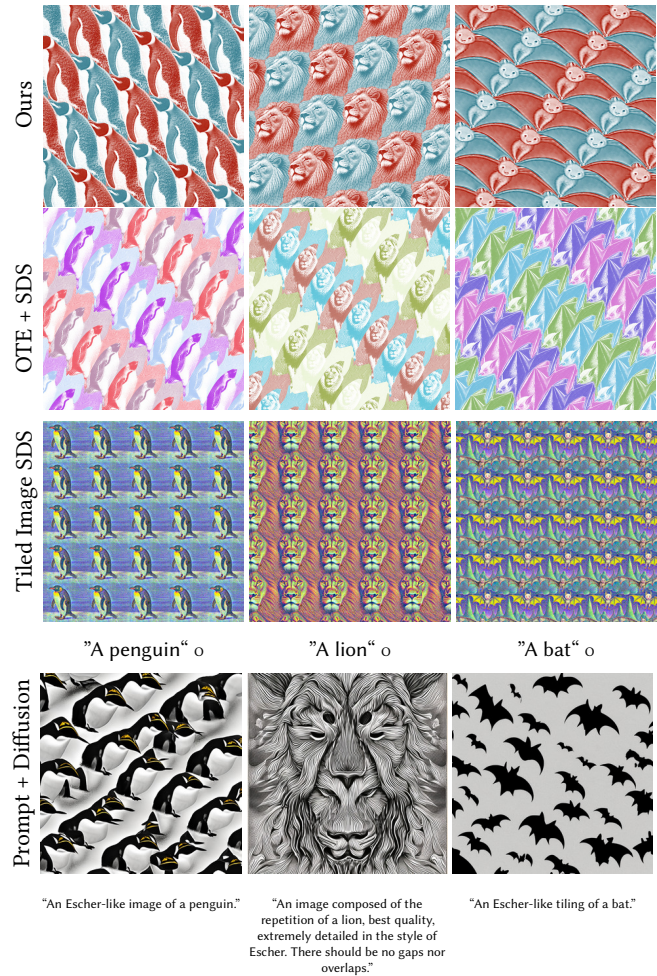 Ours
OTE + SDS
Tiled Image SDS
”A penguin“ o
”A lion“ o
”A bat“ o
Prompt + Diffusion
“An Escher-like image of a penguin.”
“An image composed of the
repetition of a lion, best quality,
extremely detailed in the style of
Escher. There should be no gaps nor
overlaps.”
“An Escher-like tiling of a bat.”